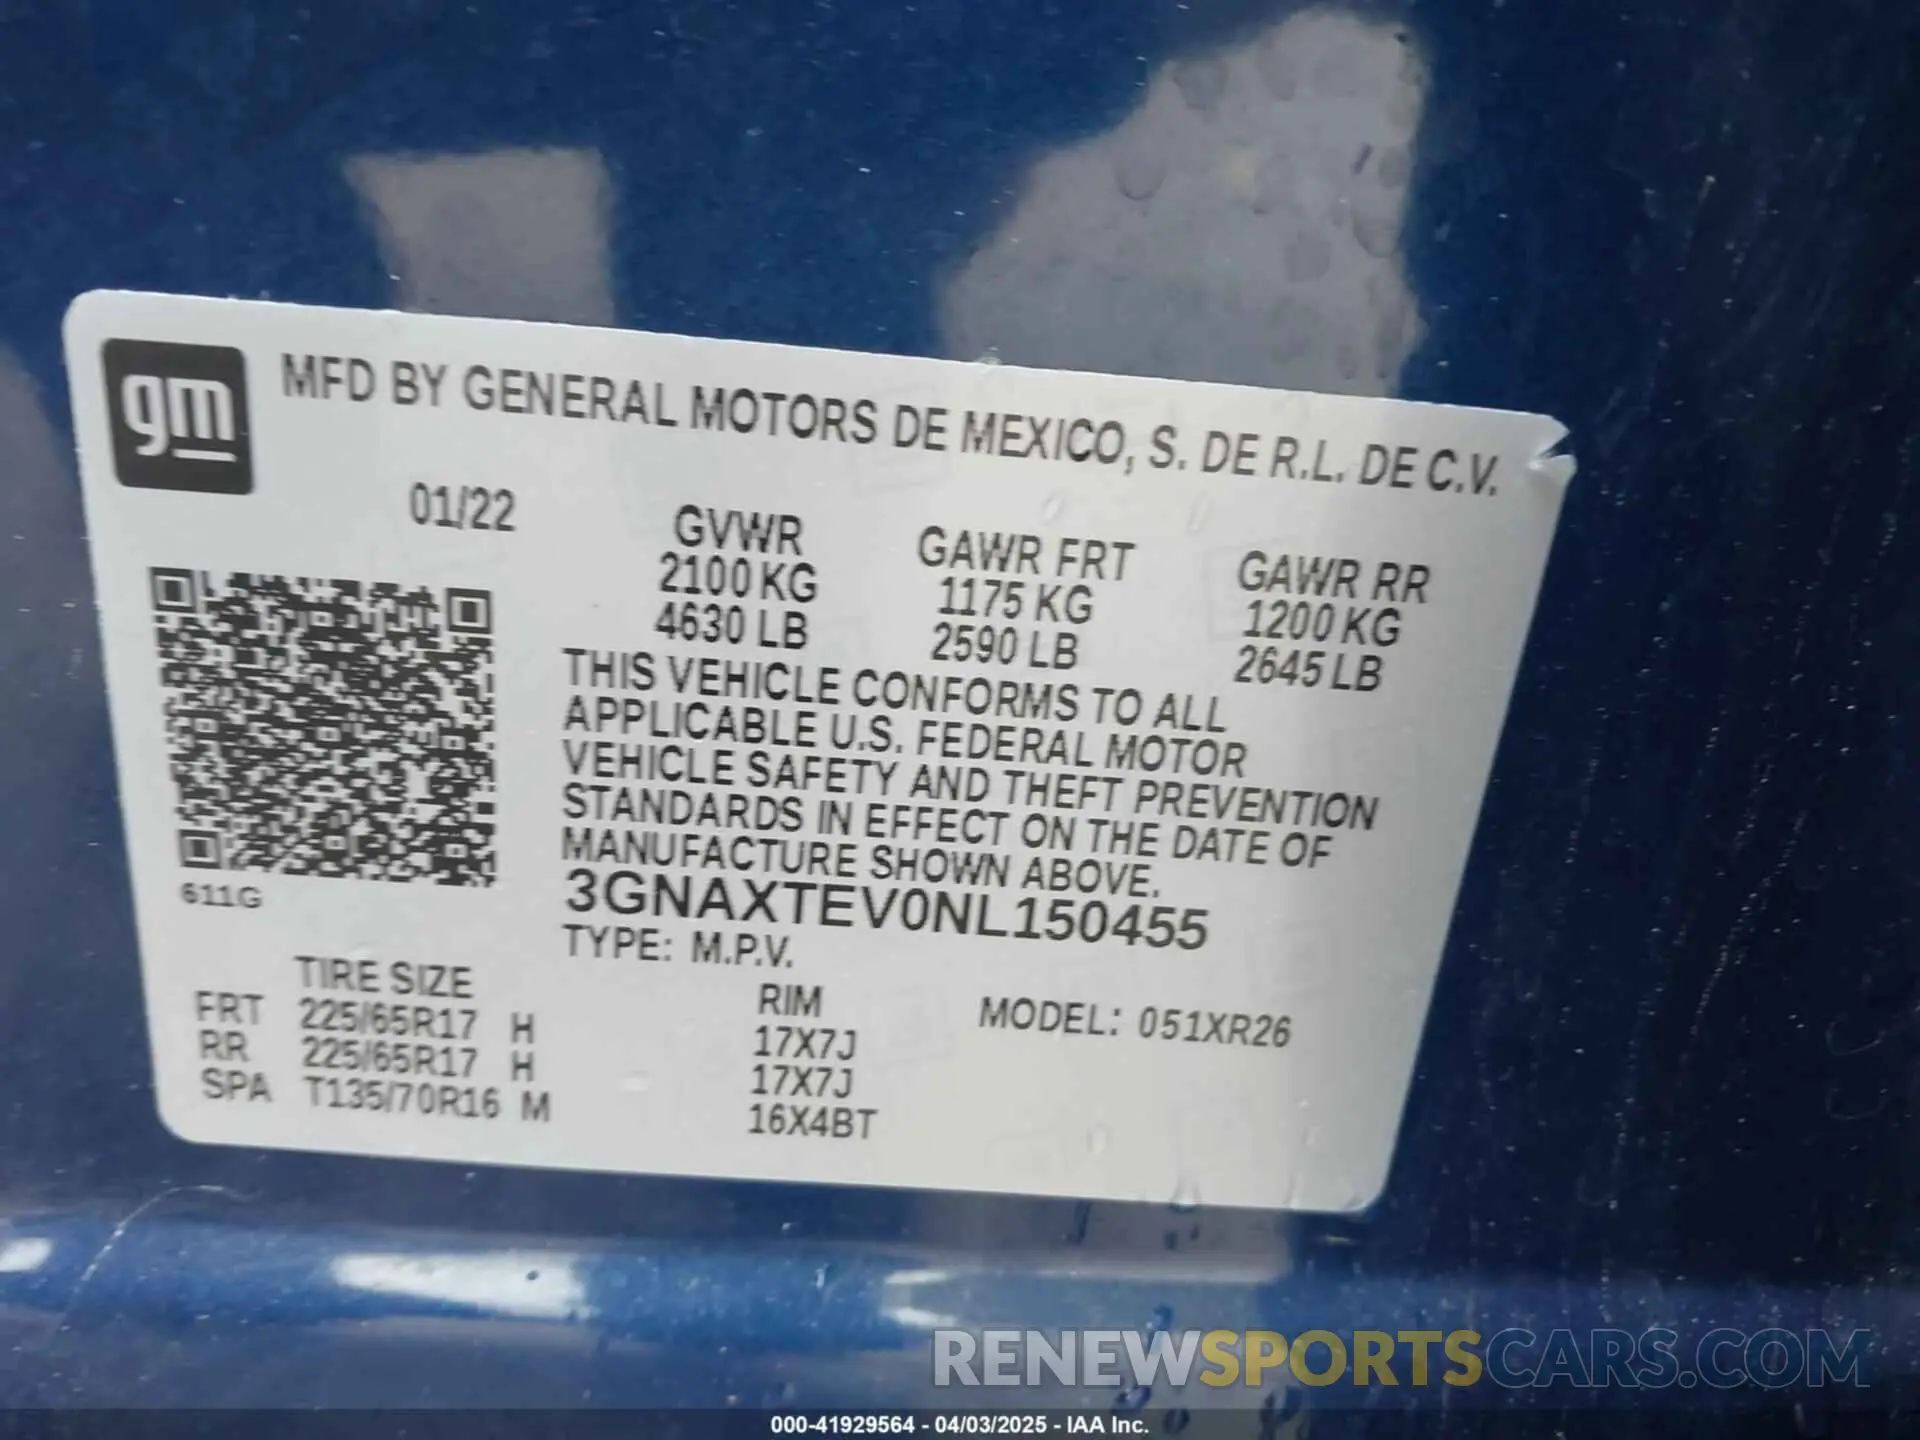 gm
MFD BY GENERAL MOTORS DE MEXICO, S. DE R.L. DE C.V.
01/22
GVWR
2100 KG
4630 LB
GAWR FRT
1175 KG
2590 LB
GAWR RR
1200 KG
2645 LB
THIS VEHICLE CONFORMS TO ALL
APPLICABLE U.S. FEDERAL MOTOR
VEHICLE SAFETY AND THEFT PREVENTION
STANDARDS IN EFFECT ON THE DATE OF
MANUFACTURE SHOWN ABOVE.
3GNAXTEV0NL150455
TYPE: M.P.V.
611G
TIRE SIZE RIM MODEL: 051XR26
FRT 225/65R17 H 17X7J
RR 225/65R17 H 17X7J
SPA T135/70R16 M 16X4BT
RENEWSPORTSCARS.COM
000-41929564 - 04/03/2025 - IAA Inc.